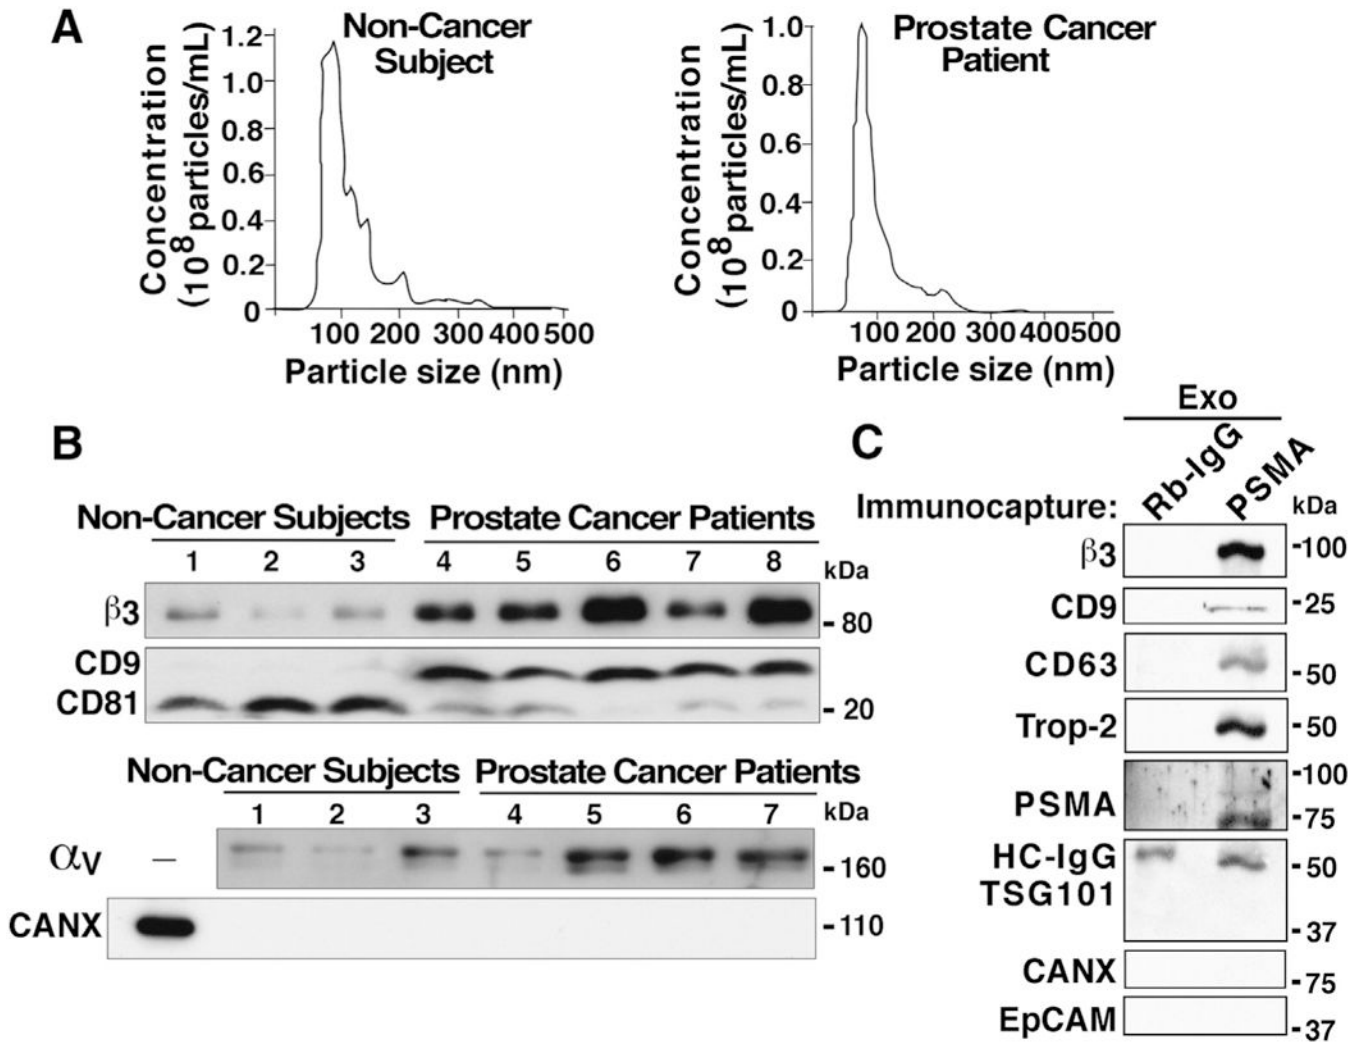 A
Non-Cancer
Subject
Concentration
(10⁸particles/mL)
1.2
1.0
0.8
0.6
0.4
0.2
0
100 200 300 400 500
Particle size (nm)
Prostate Cancer
Patient
Concentration
(10⁸particles/mL)
1.0
0.8
0.6
0.4
0.2
0
100 200 300 400 500
Particle size (nm)
B
Non-Cancer Subjects Prostate Cancer Patients
1 2 3 4 5 6 7 8 kDa
β3 - 80
CD9
CD81 - 20
Non-Cancer Subjects Prostate Cancer Patients
1 2 3 4 5 6 7 kDa
αV – - 160
CANX - 110
C
Exo
Immunocapture: Rb-IgG PSMA kDa
β3 -100
CD9 -25
CD63 -50
Trop-2 -50
-100
PSMA -75
HC-IgG -50
TSG101
-37
CANX -75
EpCAM -37